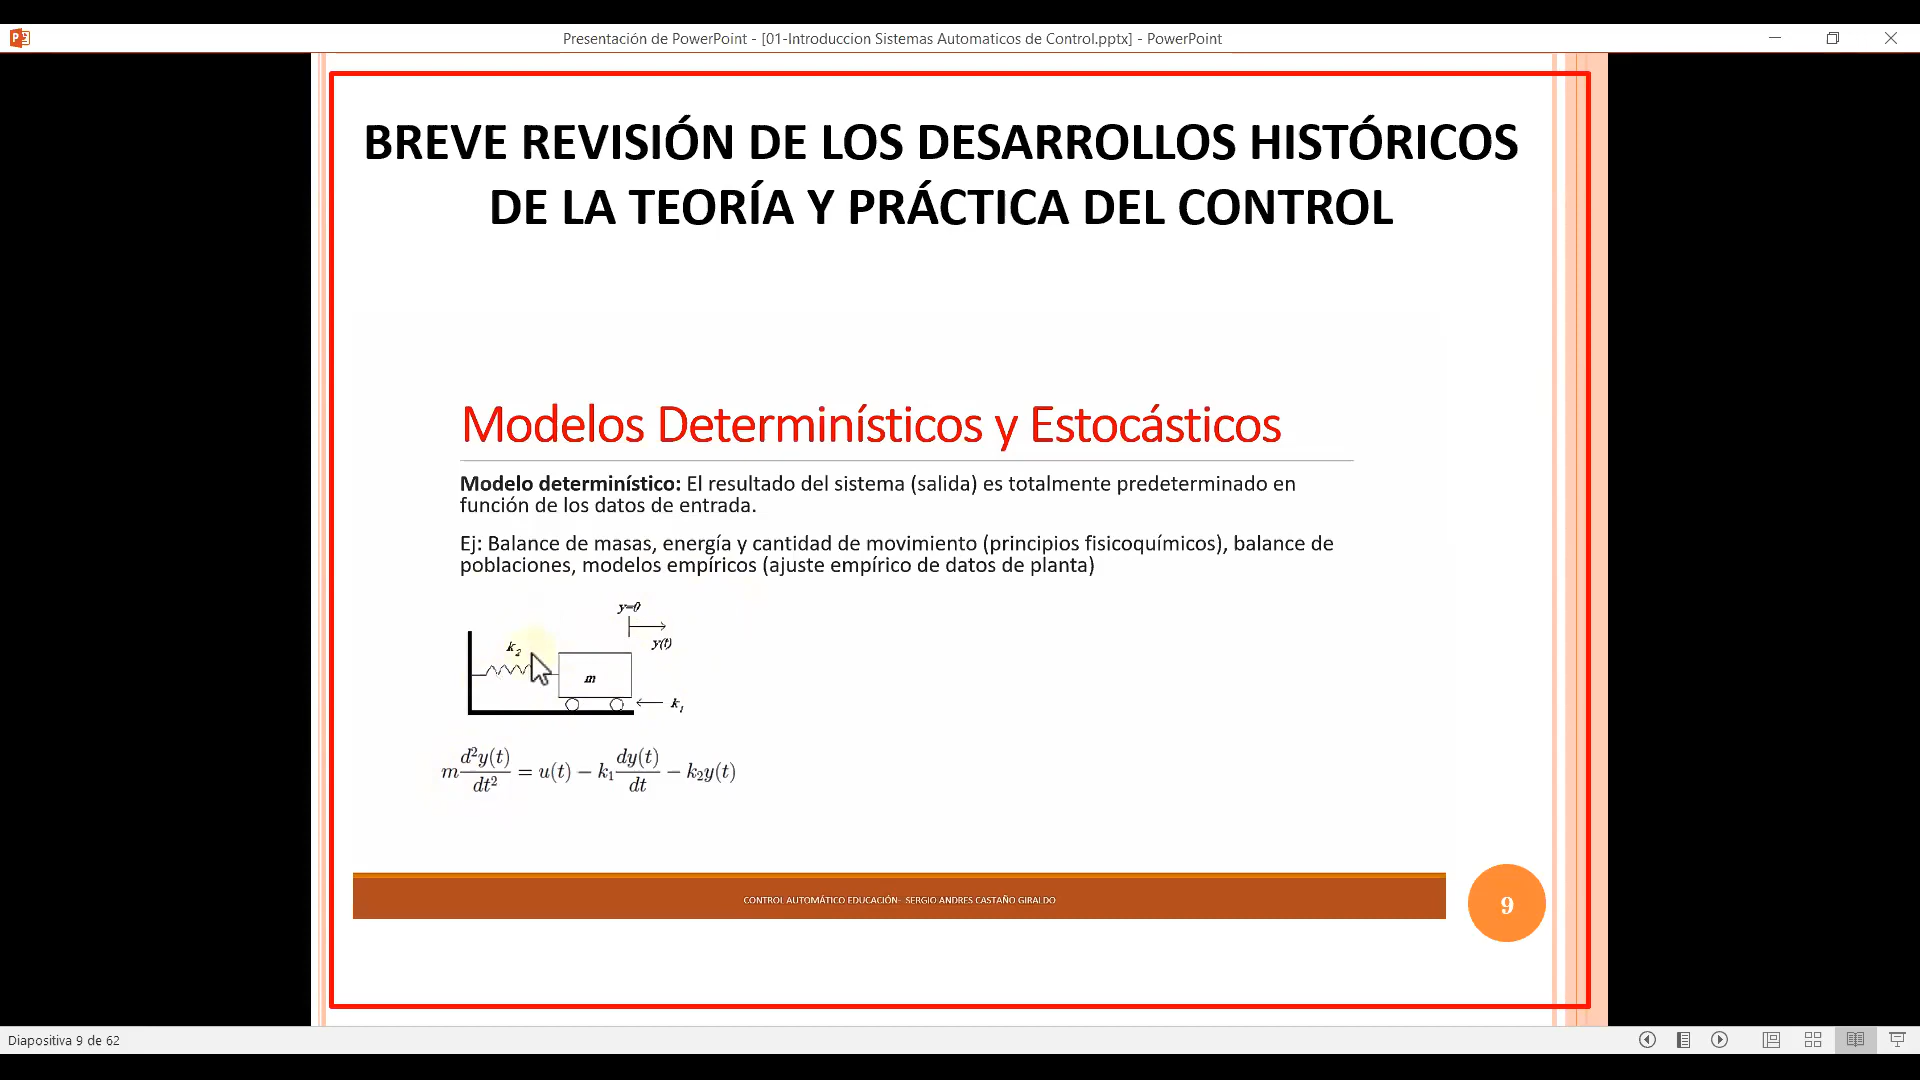 Presentación de PowerPoint - [01-Introduccion Sistemas Automaticos de Control.pptx] - PowerPoint
BREVE REVISIÓN DE LOS DESARROLLOS HISTÓRICOS
DE LA TEORÍA Y PRÁCTICA DEL CONTROL
Modelos Determinísticos y Estocásticos
Modelo determinístico: El resultado del sistema (salida) es totalmente predeterminado en
función de los datos de entrada.
Ej: Balance de masas, energía y cantidad de movimiento (principios fisicoquímicos), balance de
poblaciones, modelos empíricos (ajuste empírico de datos de planta)
y=0
y(t)
k₂
m
k₁
m d²y(t)/dt² = u(t) − k₁ dy(t)/dt − k₂y(t)
CONTROL AUTOMÁTICO EDUCACIÓN- SERGIO ANDRES CASTAÑO GIRALDO
9
Diapositiva 9 de 62